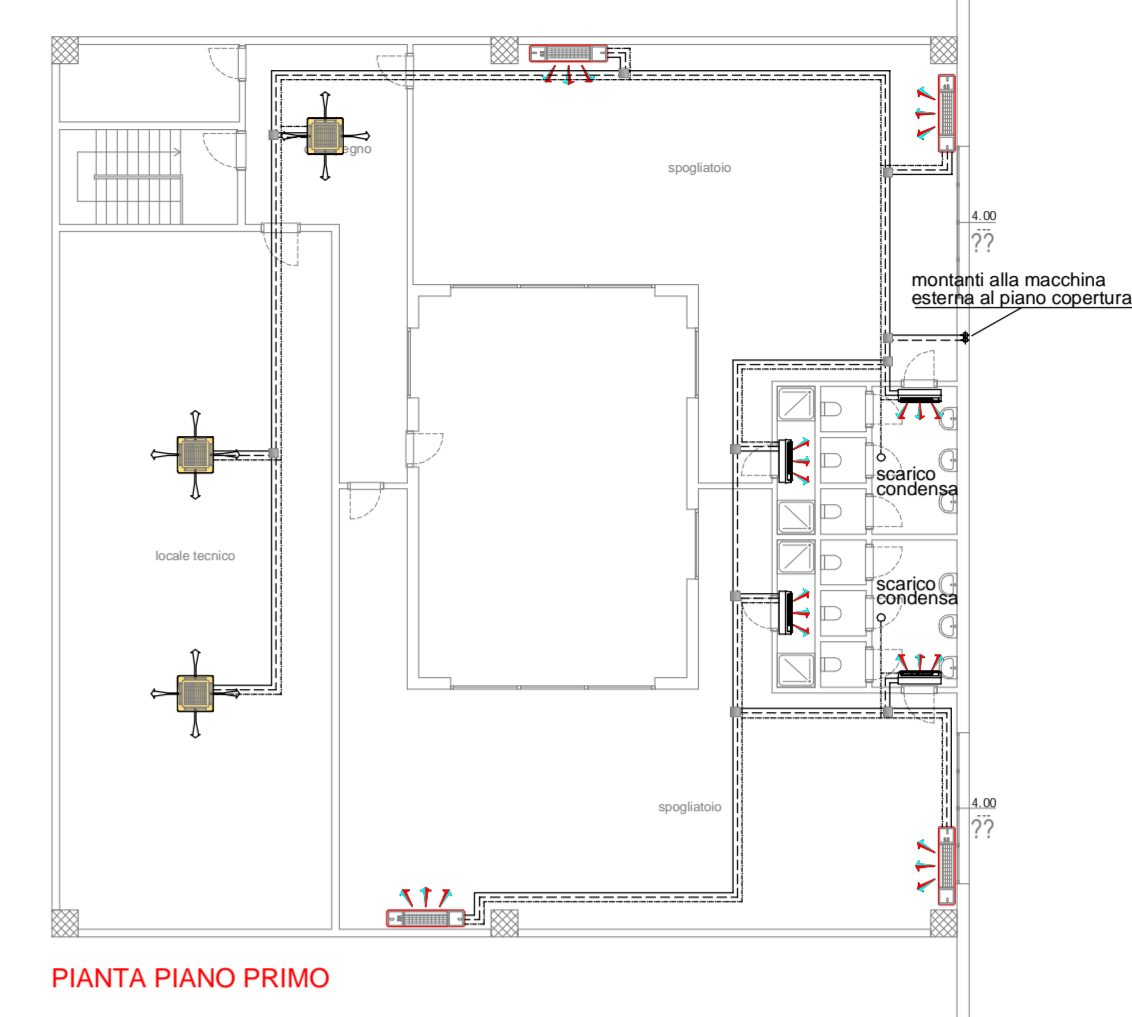 spogliatoio
4.00
??
montanti alla macchina
esterna al piano copertura
scarico
condensa
locale tecnico
scarico
condensa
spogliatoio
4.00
??
PIANTA PIANO PRIMO